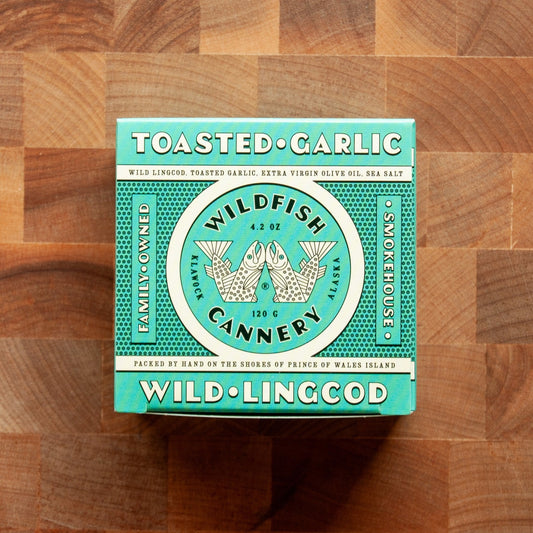 TOASTED • GARLIC
WILD LINGCOD, TOASTED GARLIC, EXTRA VIRGIN OLIVE OIL, SEA SALT
FAMILY • OWNED
WILDFISH
4.2 OZ
KLAWOCK
ALASKA
®
120 G
CANNERY
• SMOKEHOUSE •
PACKED BY HAND ON THE SHORES OF PRINCE OF WALES ISLAND
WILD • LINGCOD